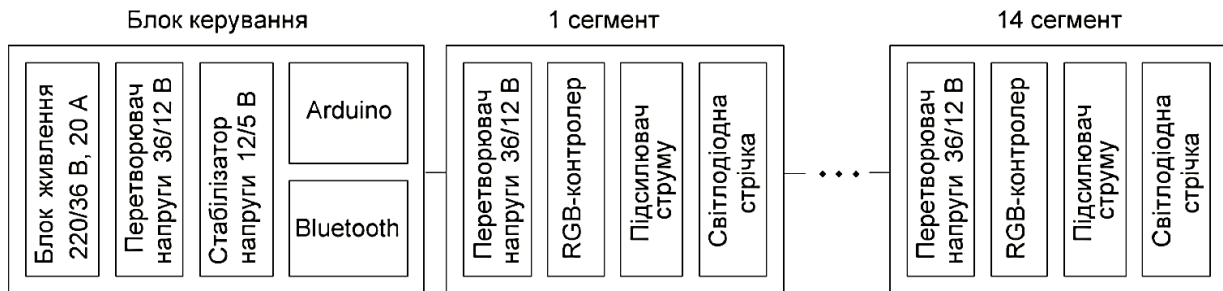 Блок керування
1 сегмент
14 сегмент
Блок живлення
220/36 В, 20 А
Перетворювач
напруги 36/12 В
Стабілізатор
напруги 12/5 В
Arduino
Bluetooth
Перетворювач
напруги 36/12 В
RGB-контролер
Підсилювач
струму
Світлодіодна
стрічка
Перетворювач
напруги 36/12 В
RGB-контролер
Підсилювач
струму
Світлодіодна
стрічка